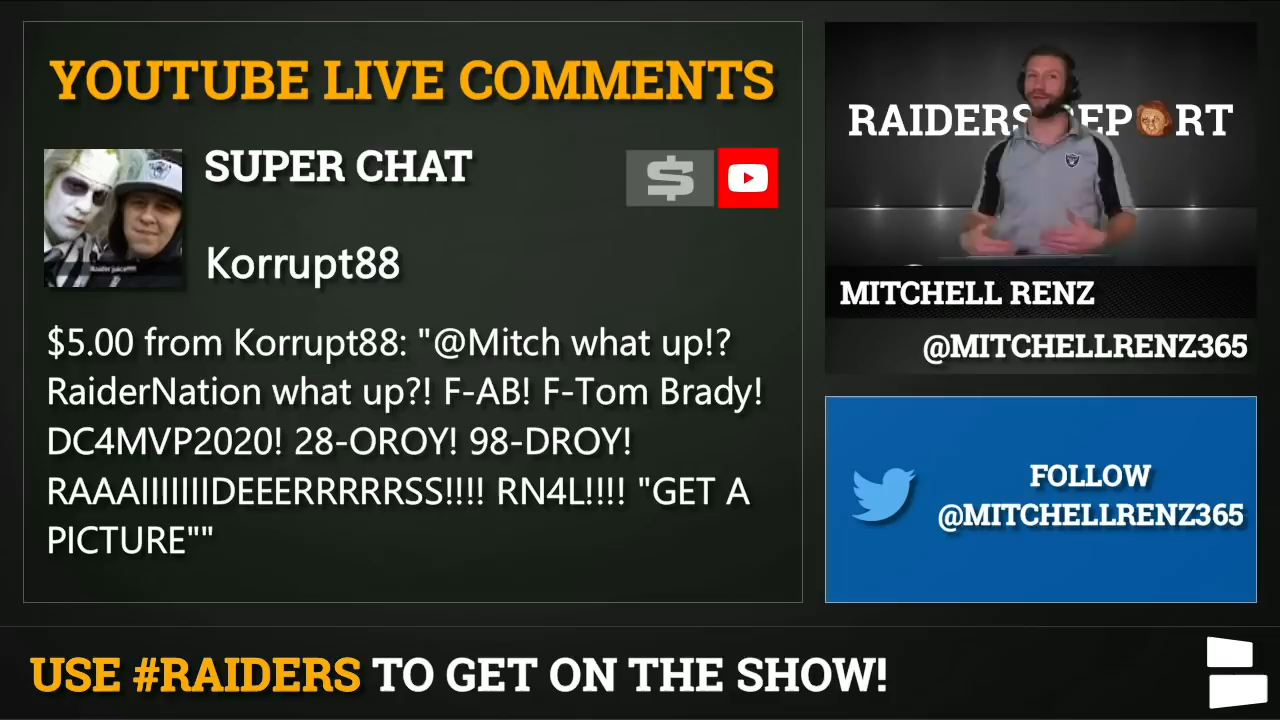 YOUTUBE LIVE COMMENTS
SUPER CHAT
$
Korrupt88
$5.00 from Korrupt88: "@Mitch what up!?
RaiderNation what up?! F-AB! F-Tom Brady!
DC4MVP2020! 28-OROY! 98-DROY!
RAAAIIIIIIIDEEERRRRRSS!!!! RN4L!!!! "GET A
PICTURE""
RAIDERS REPORT
MITCHELL RENZ
@MITCHELLRENZ365
FOLLOW
@MITCHELLRENZ365
USE #RAIDERS TO GET ON THE SHOW!